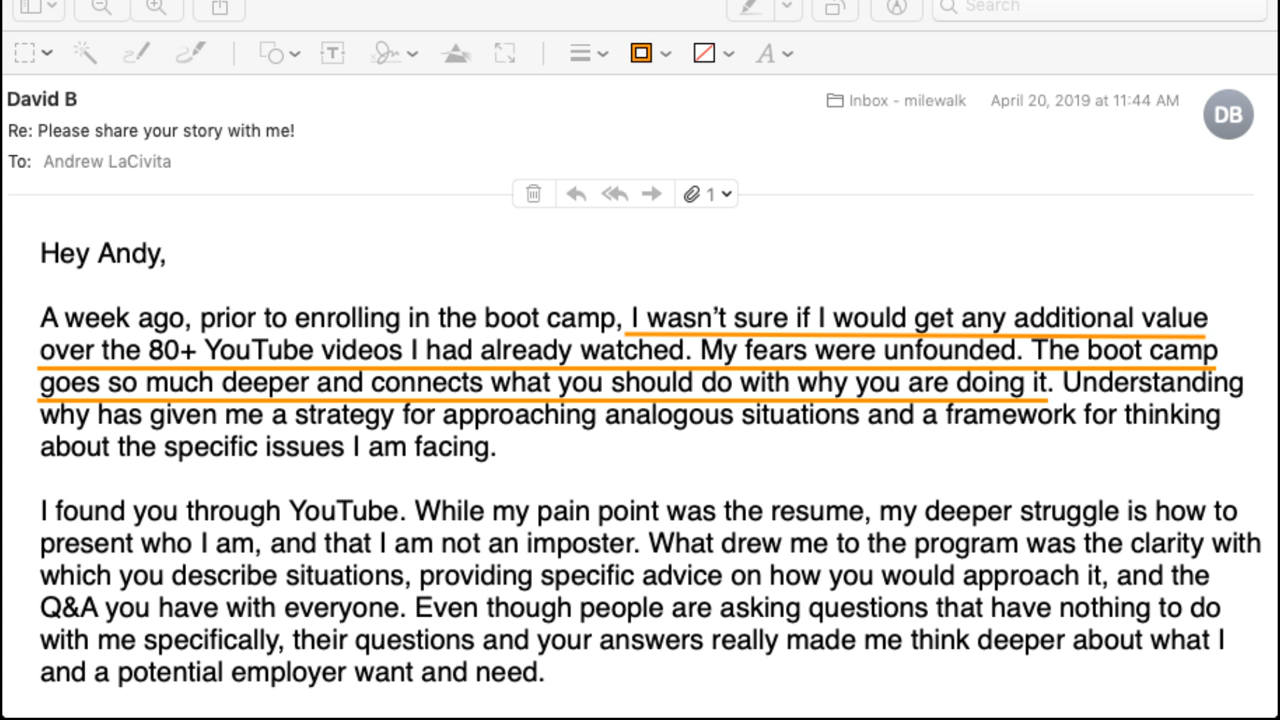 Search
T
A
David B
Inbox - milewalk
April 20, 2019 at 11:44 AM
DB
Re: Please share your story with me!
To: Andrew LaCivita
1
Hey Andy,
A week ago, prior to enrolling in the boot camp, I wasn't sure if I would get any additional value
over the 80+ YouTube videos I had already watched. My fears were unfounded. The boot camp
goes so much deeper and connects what you should do with why you are doing it. Understanding
why has given me a strategy for approaching analogous situations and a framework for thinking
about the specific issues I am facing.
I found you through YouTube. While my pain point was the resume, my deeper struggle is how to
present who I am, and that I am not an imposter. What drew me to the program was the clarity with
which you describe situations, providing specific advice on how you would approach it, and the
Q&A you have with everyone. Even though people are asking questions that have nothing to do
with me specifically, their questions and your answers really made me think deeper about what I
and a potential employer want and need.